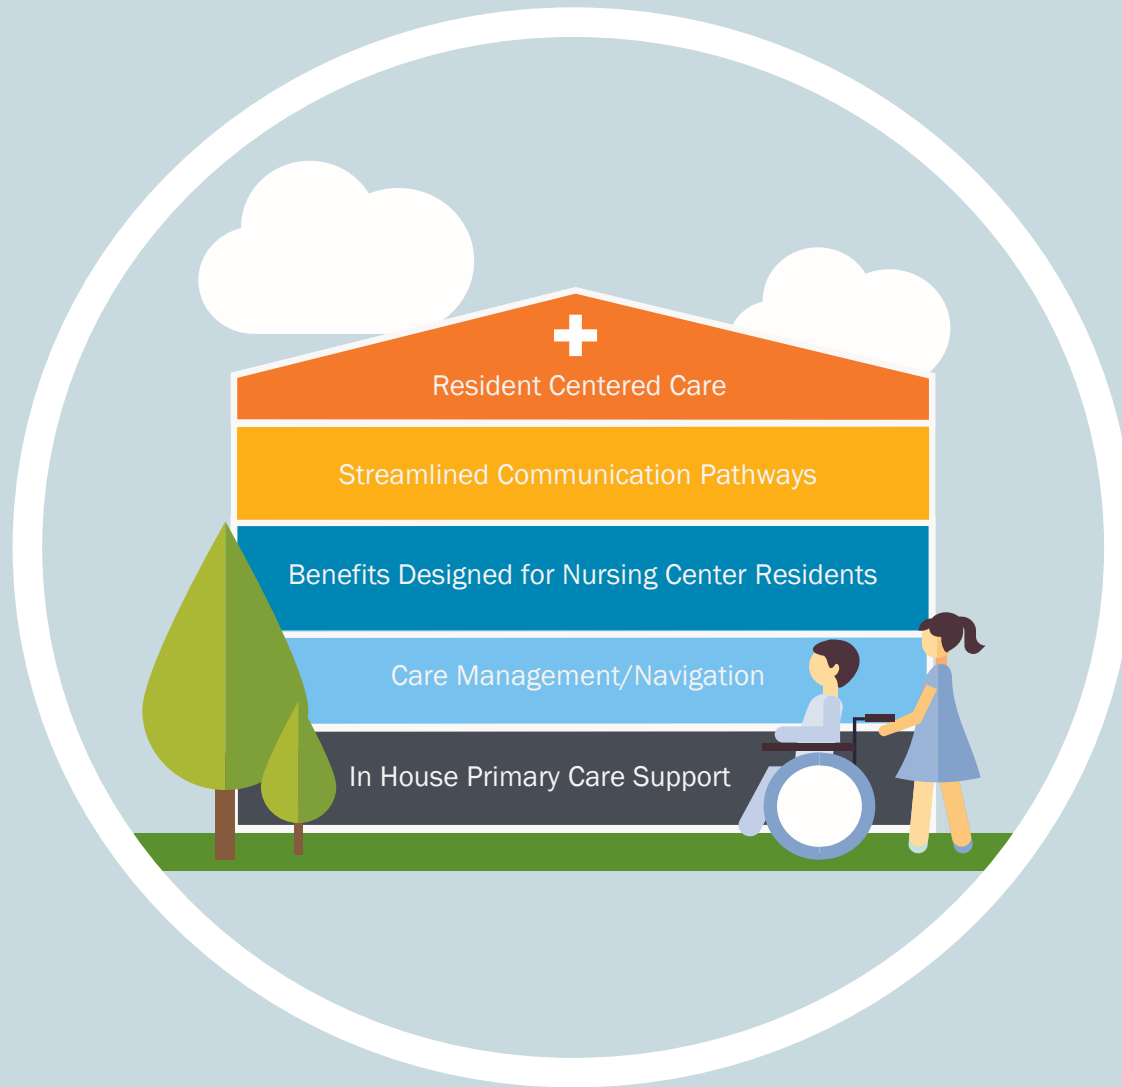 Resident Centered Care
Streamlined Communication Pathways
Benefits Designed for Nursing Center Residents
Care Management/Navigation
In House Primary Care Support